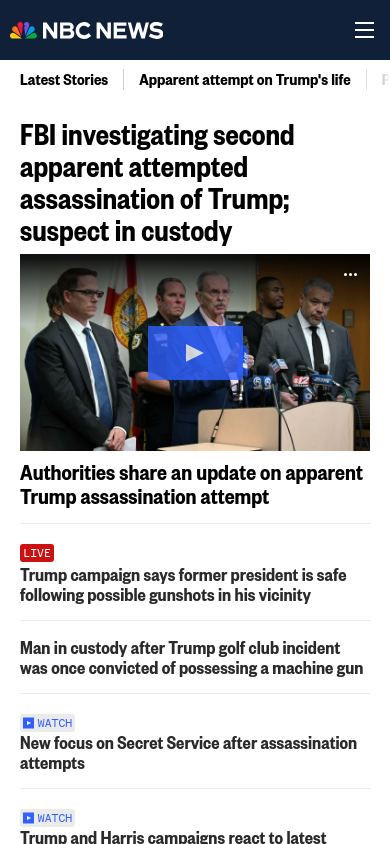 NBC NEWS
Latest Stories
Apparent attempt on Trump's life
FBI investigating second
apparent attempted
assassination of Trump;
suspect in custody
Authorities share an update on apparent
Trump assassination attempt
LIVE
Trump campaign says former president is safe
following possible gunshots in his vicinity
Man in custody after Trump golf club incident
was once convicted of possessing a machine gun
WATCH
New focus on Secret Service after assassination
attempts
WATCH
Trump and Harris campaigns react to latest